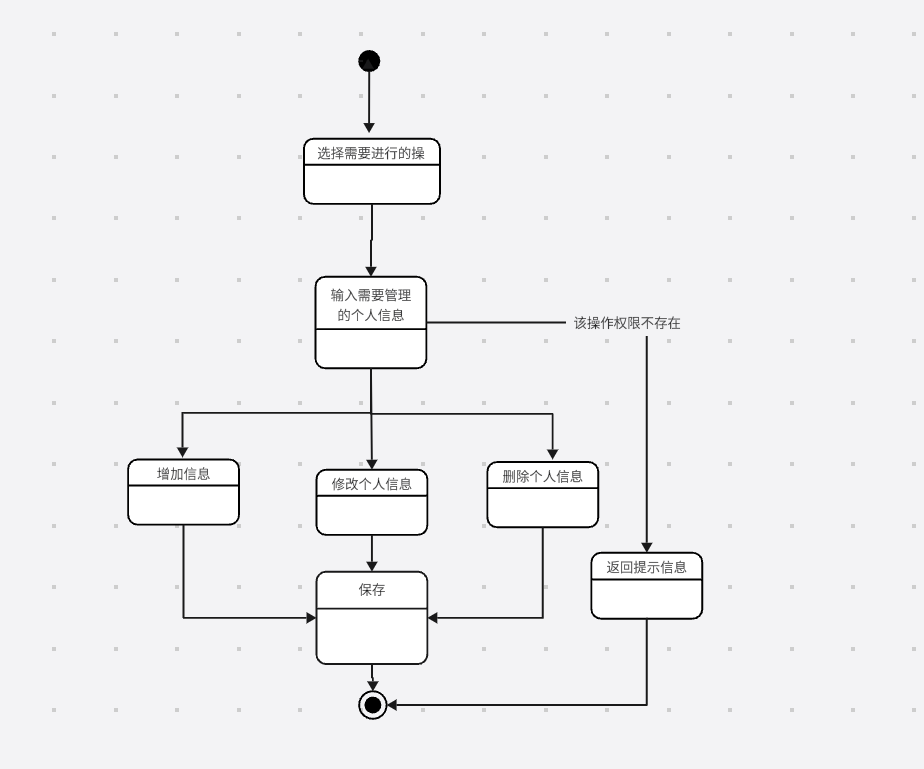 选择需要进行的操
输入需要管理
的个人信息
该操作权限不存在
增加信息
修改个人信息
删除个人信息
返回提示信息
保存